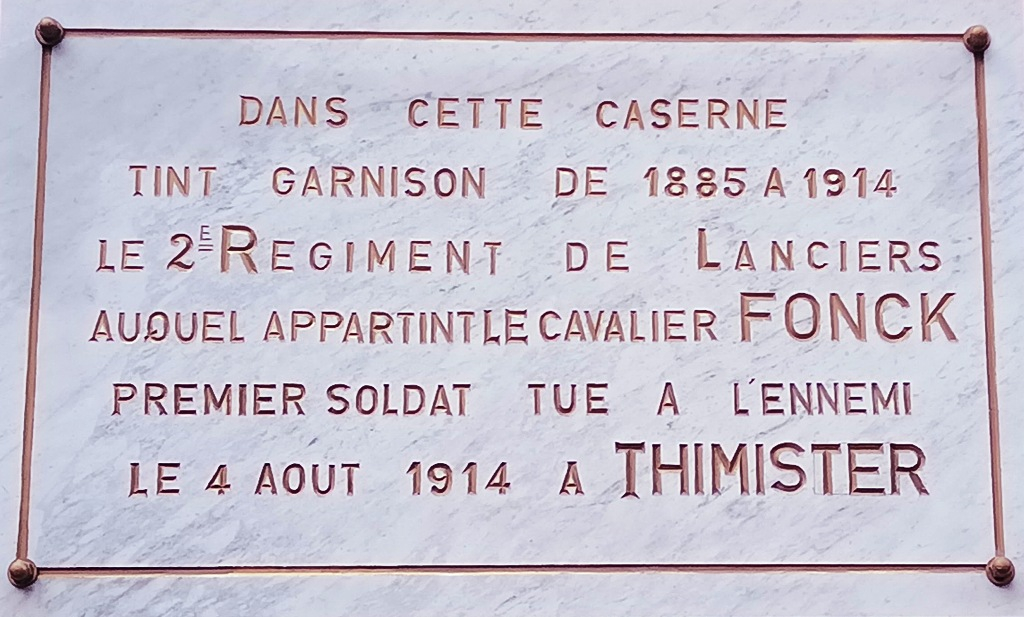 DANS CETTE CASERNE
TINT GARNISON DE 1885 A 1914
LE 2E REGIMENT DE LANCIERS
AUQUEL APPARTINT LE CAVALIER FONCK
PREMIER SOLDAT TUE A L'ENNEMI
LE 4 AOUT 1914 A THIMISTER